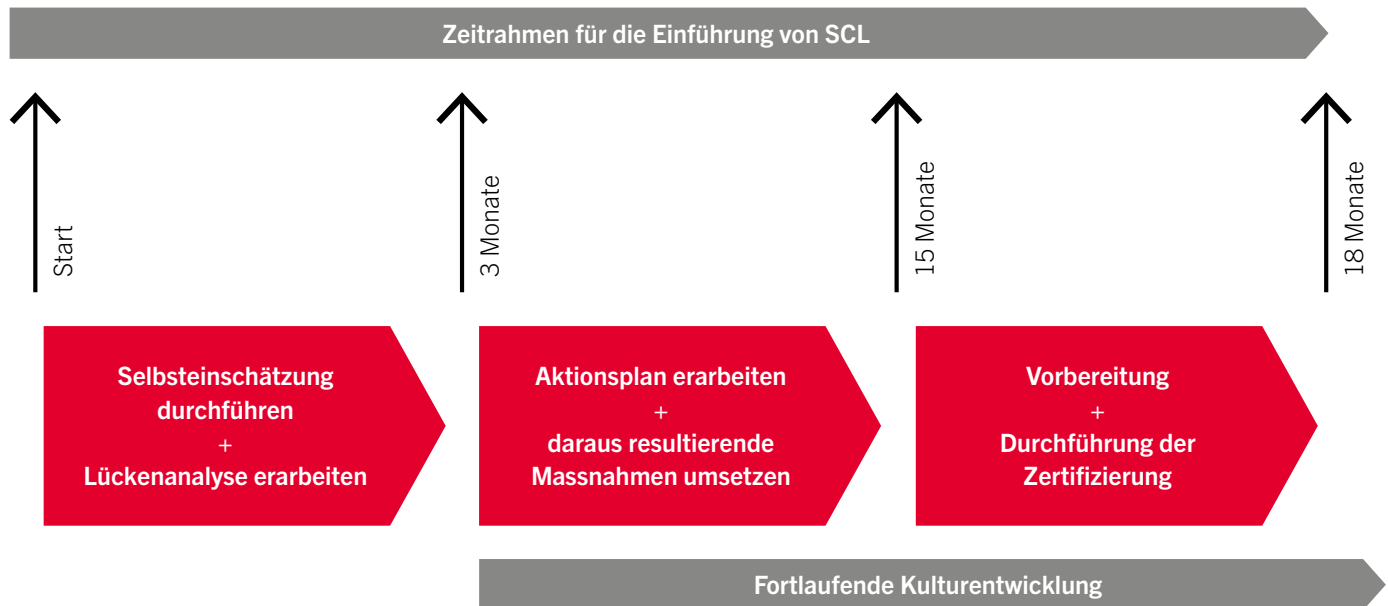 Zeitrahmen für die Einführung von SCL
Start
3 Monate
15 Monate
18 Monate
Selbsteinschätzung
durchführen
+
Lückenanalyse erarbeiten
Aktionsplan erarbeiten
+
daraus resultierende
Massnahmen umsetzen
Vorbereitung
+
Durchführung der
Zertifizierung
Fortlaufende Kulturentwicklung